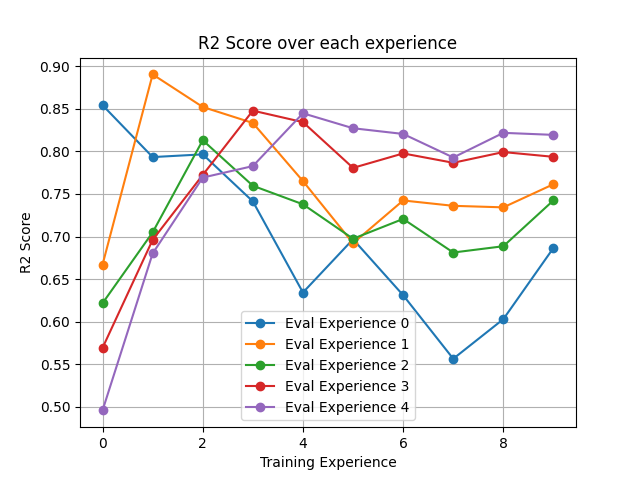 R2 Score over each experience
R2 Score
0.90
0.85
0.80
0.75
0.70
0.65
0.60
0.55
0.50
Eval Experience 0
Eval Experience 1
Eval Experience 2
Eval Experience 3
Eval Experience 4
0 2 4 6 8
Training Experience